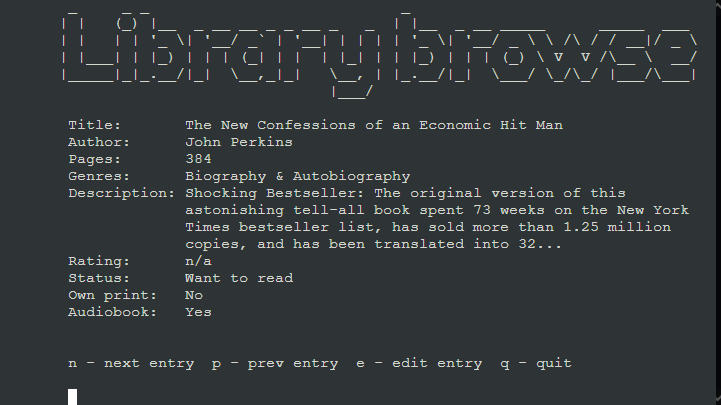 Librarybrowse
Title: The New Confessions of an Economic Hit Man
Author: John Perkins
Pages: 384
Genres: Biography & Autobiography
Description: Shocking Bestseller: The original version of this
astonishing tell-all book spent 73 weeks on the New York
Times bestseller list, has sold more than 1.25 million
copies, and has been translated into 32...
Rating: n/a
Status: Want to read
Own print: No
Audiobook: Yes
n - next entry p - prev entry e - edit entry q - quit